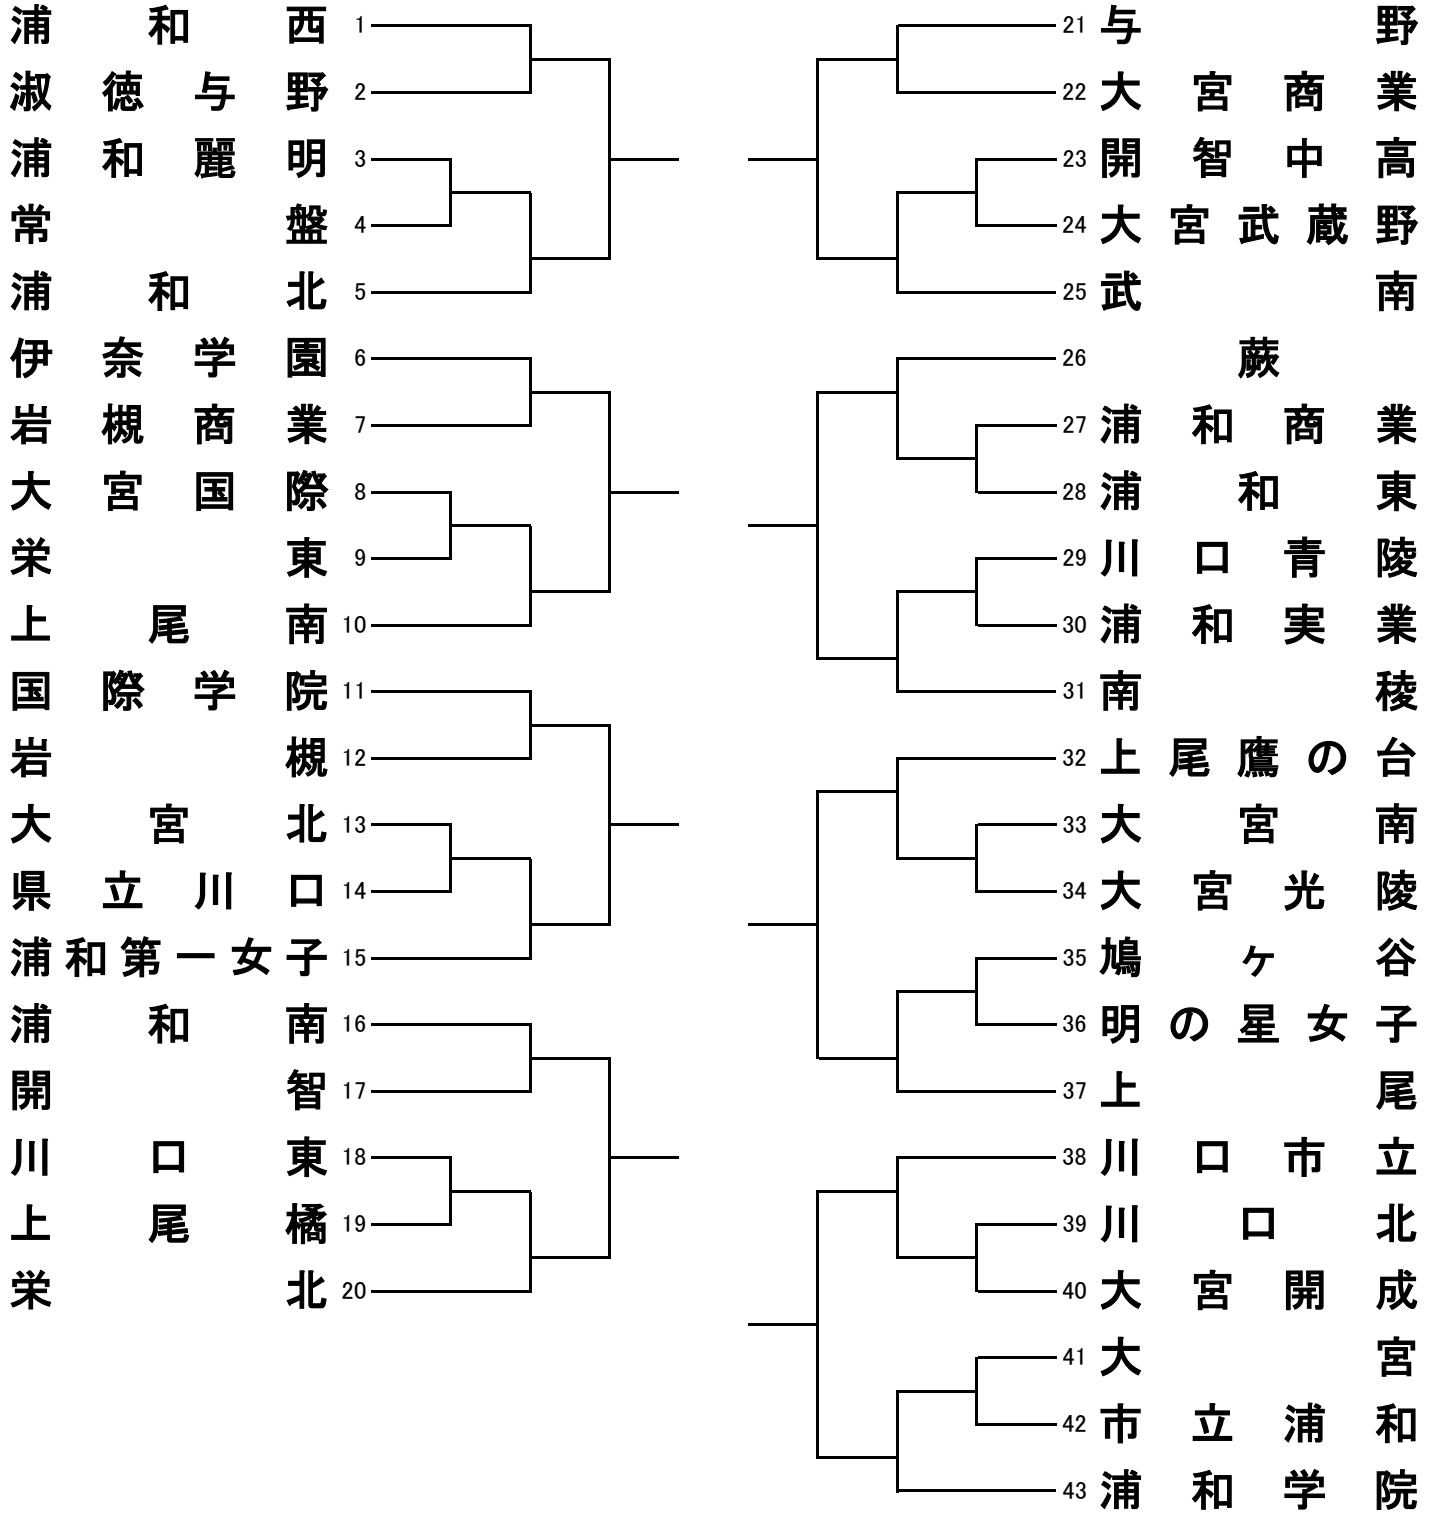 浦和西 1
淑徳与野 2
浦和麗明 3
常盤 4
浦和北 5
伊奈学園 6
岩槻商業 7
大宮国際 8
栄東 9
上尾南 10
国際学院 11
岩槻 12
大宮北 13
県立川口 14
浦和第一女子 15
浦和南 16
開智 17
川口東 18
上尾橘 19
栄北 20
21 与野
22 大宮商業
23 開智中高
24 大宮武蔵野
25 武南
26 蕨
27 浦和商業
28 浦和東
29 川口青陵
30 浦和実業
31 南稜
32 上尾鷹の台
33 大宮南
34 大宮光陵
35 鳩ヶ谷
36 明の星女子
37 上尾
38 川口市立
39 川口北
40 大宮開成
41 大宮
42 市立浦和
43 浦和学院